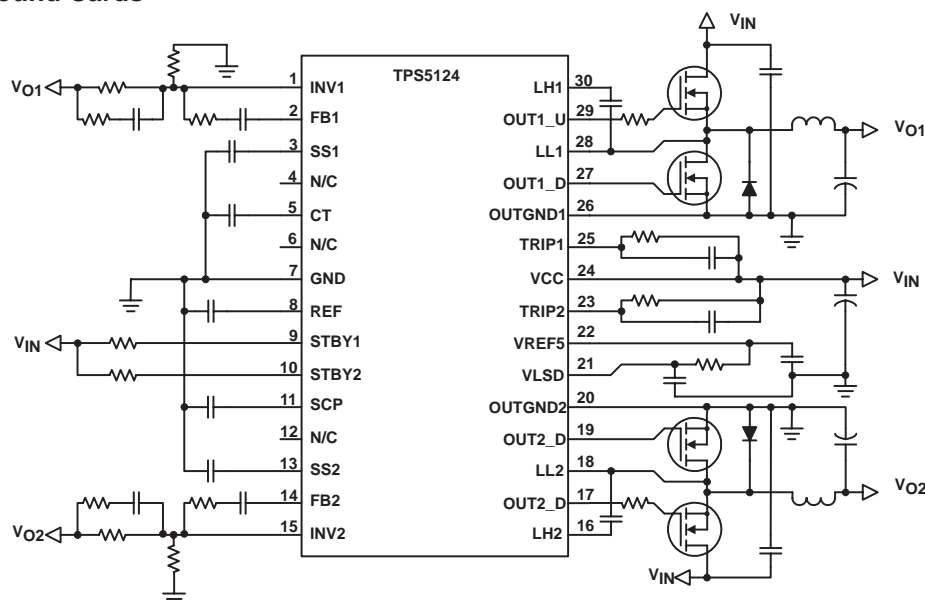 TPS5124
VO1
VIN
VO2
1 INV1
2 FB1
3 SS1
4 N/C
5 CT
6 N/C
7 GND
8 REF
9 STBY1
10 STBY2
11 SCP
12 N/C
13 SS2
14 FB2
15 INV2
LH1 30
OUT1_U 29
LL1 28
OUT1_D 27
OUTGND1 26
TRIP1 25
VCC 24
TRIP2 23
VREF5 22
VLSD 21
OUTGND2 20
OUT2_D 19
LL2 18
OUT2_D 17
LH2 16
VIN
VO1
VIN
VO2
VIN